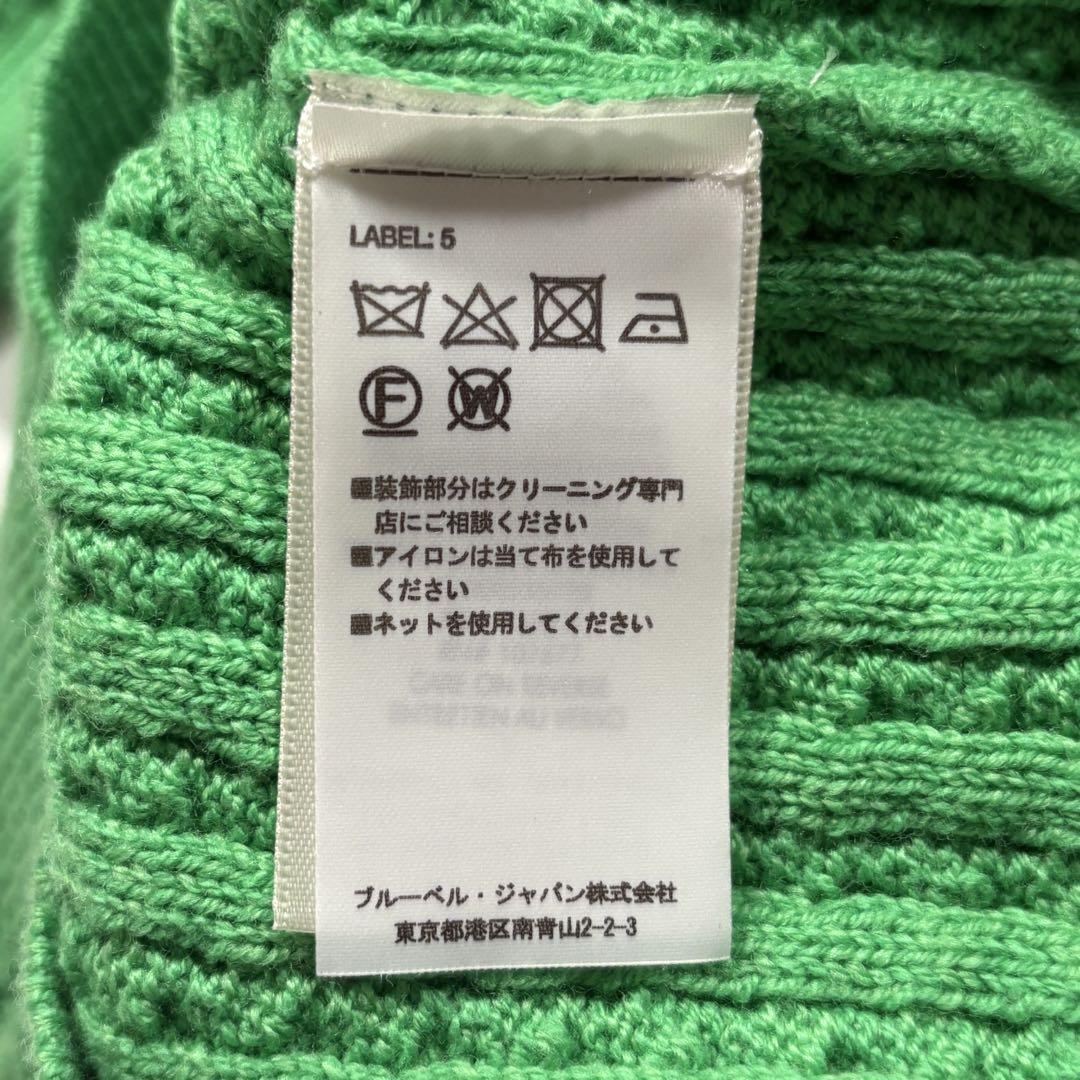 LABEL: 5
F W
■装飾部分はクリーニング専門
店にご相談ください
■アイロンは当て布を使用して
ください
■ネットを使用してください
CARE ON REVERSE
ブルーベル・ジャパン株式会社
東京都港区南青山2-2-3